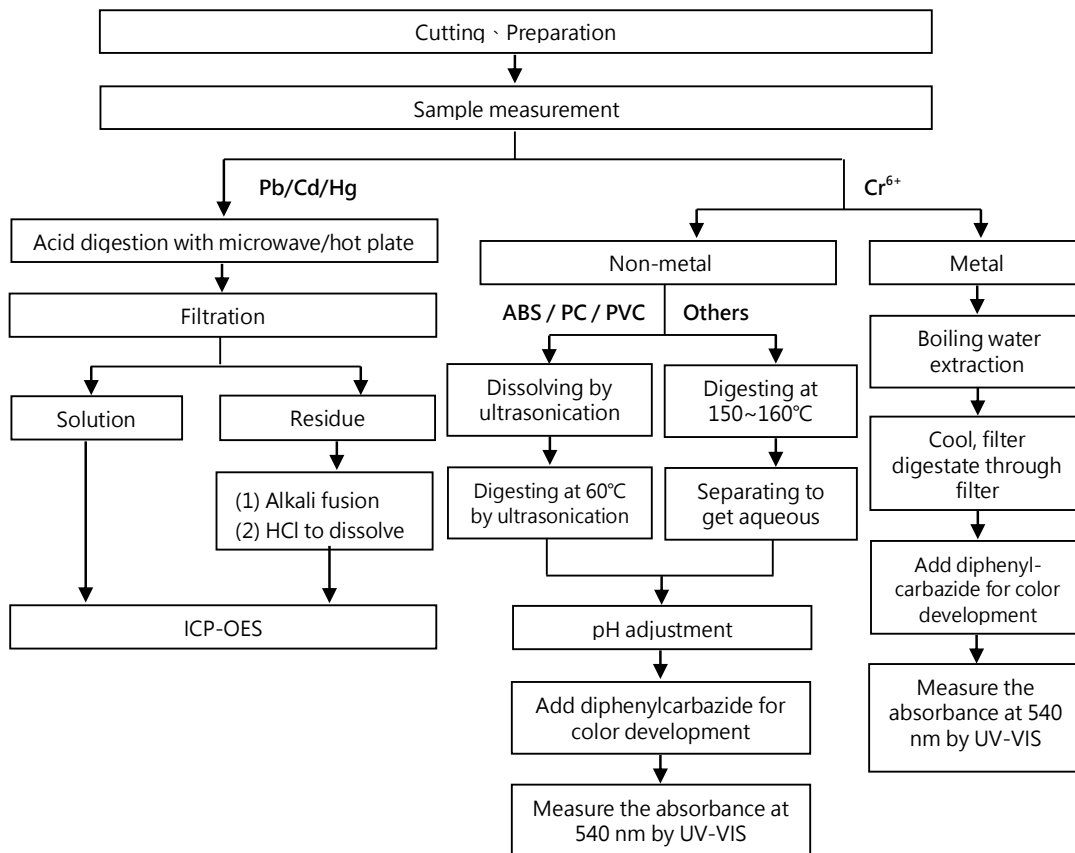 Cutting、Preparation
Sample measurement
Pb/Cd/Hg
Cr⁶⁺
Acid digestion with microwave/hot plate
Filtration
Solution
Residue
(1) Alkali fusion
(2) HCl to dissolve
ICP-OES
Non-metal
ABS / PC / PVC
Others
Dissolving by
ultrasonication
Digesting at 60℃
by ultrasonication
Digesting at
150~160℃
Separating to
get aqueous
pH adjustment
Add diphenylcarbazide for
color development
Measure the absorbance at
540 nm by UV-VIS
Metal
Boiling water
extraction
Cool, filter
digestate through
filter
Add diphenyl-
carbazide for color
development
Measure the
absorbance at 540
nm by UV-VIS